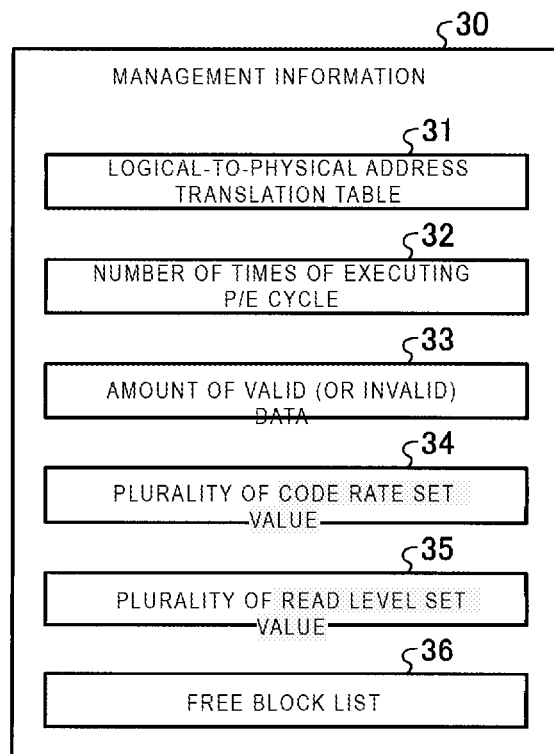 30
MANAGEMENT INFORMATION
31
LOGICAL-TO-PHYSICAL ADDRESS
TRANSLATION TABLE
32
NUMBER OF TIMES OF EXECUTING
P/E CYCLE
33
AMOUNT OF VALID (OR INVALID)
DATA
34
PLURALITY OF CODE RATE SET
VALUE
35
PLURALITY OF READ LEVEL SET
VALUE
36
FREE BLOCK LIST